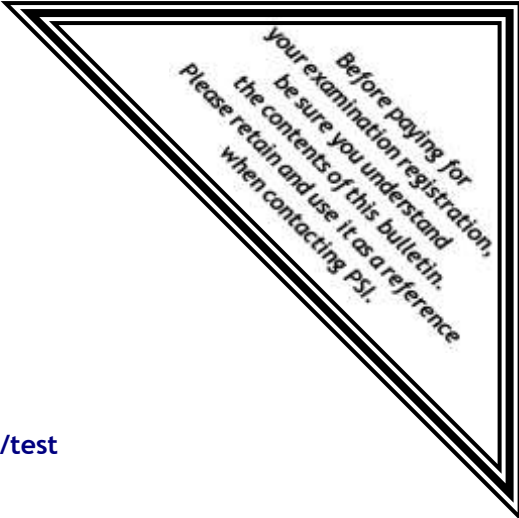 Before paying for
your examination registration,
be sure you understand
the contents of this bulletin.
Please retain and use it as a reference
when contacting PSI.
/test